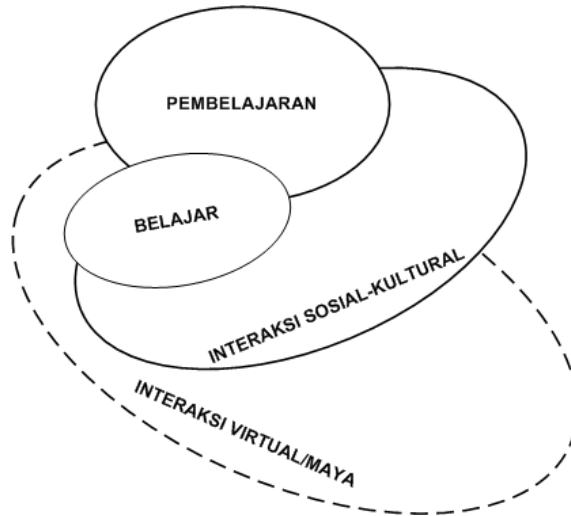 PEMBELAJARAN
BELAJAR
INTERAKSI SOSIAL-KULTURAL
INTERAKSI VIRTUAL/MAYA